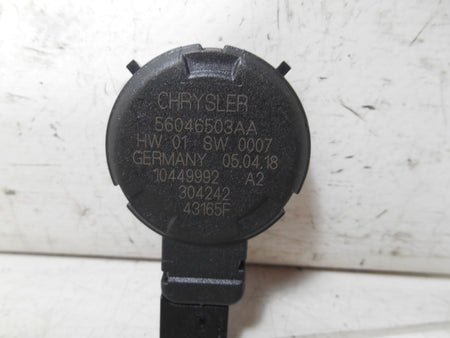 CHRYSLER
56046503AA
HW 01 SW 0007
GERMANY 05.04.18
10449992 A2
304242
43165F